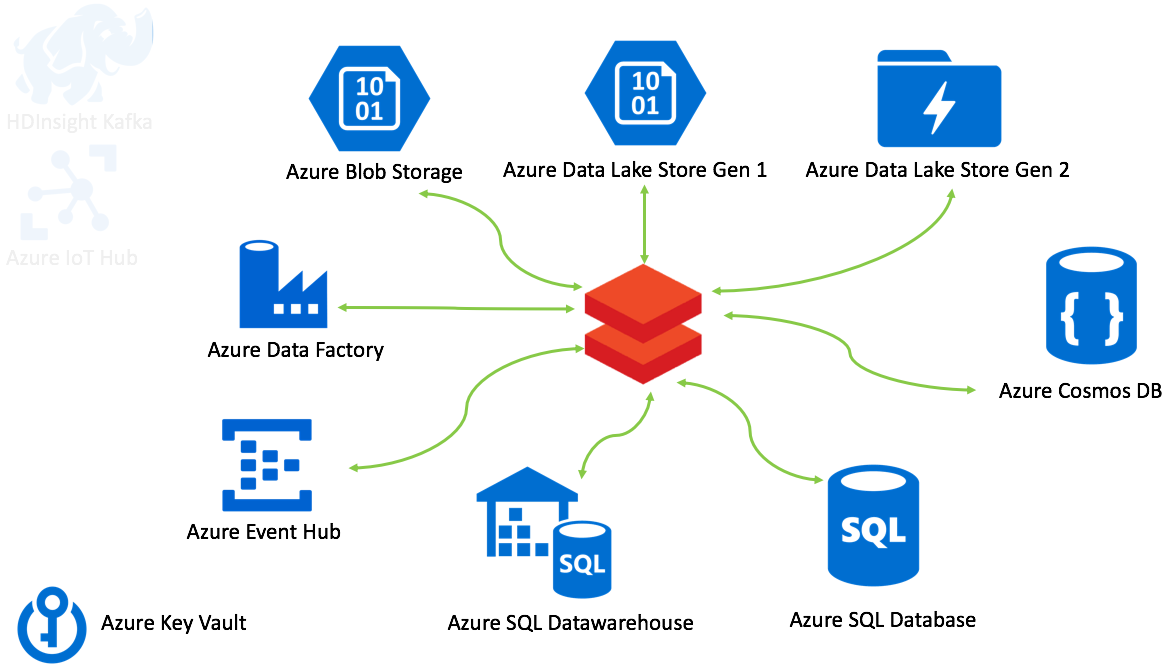 HDInsight Kafka
Azure IoT Hub
10
01
Azure Blob Storage
10
01
Azure Data Lake Store Gen 1
Azure Data Lake Store Gen 2
Azure Data Factory
{ }
Azure Cosmos DB
Azure Event Hub
SQL
Azure SQL Datawarehouse
SQL
Azure SQL Database
Azure Key Vault